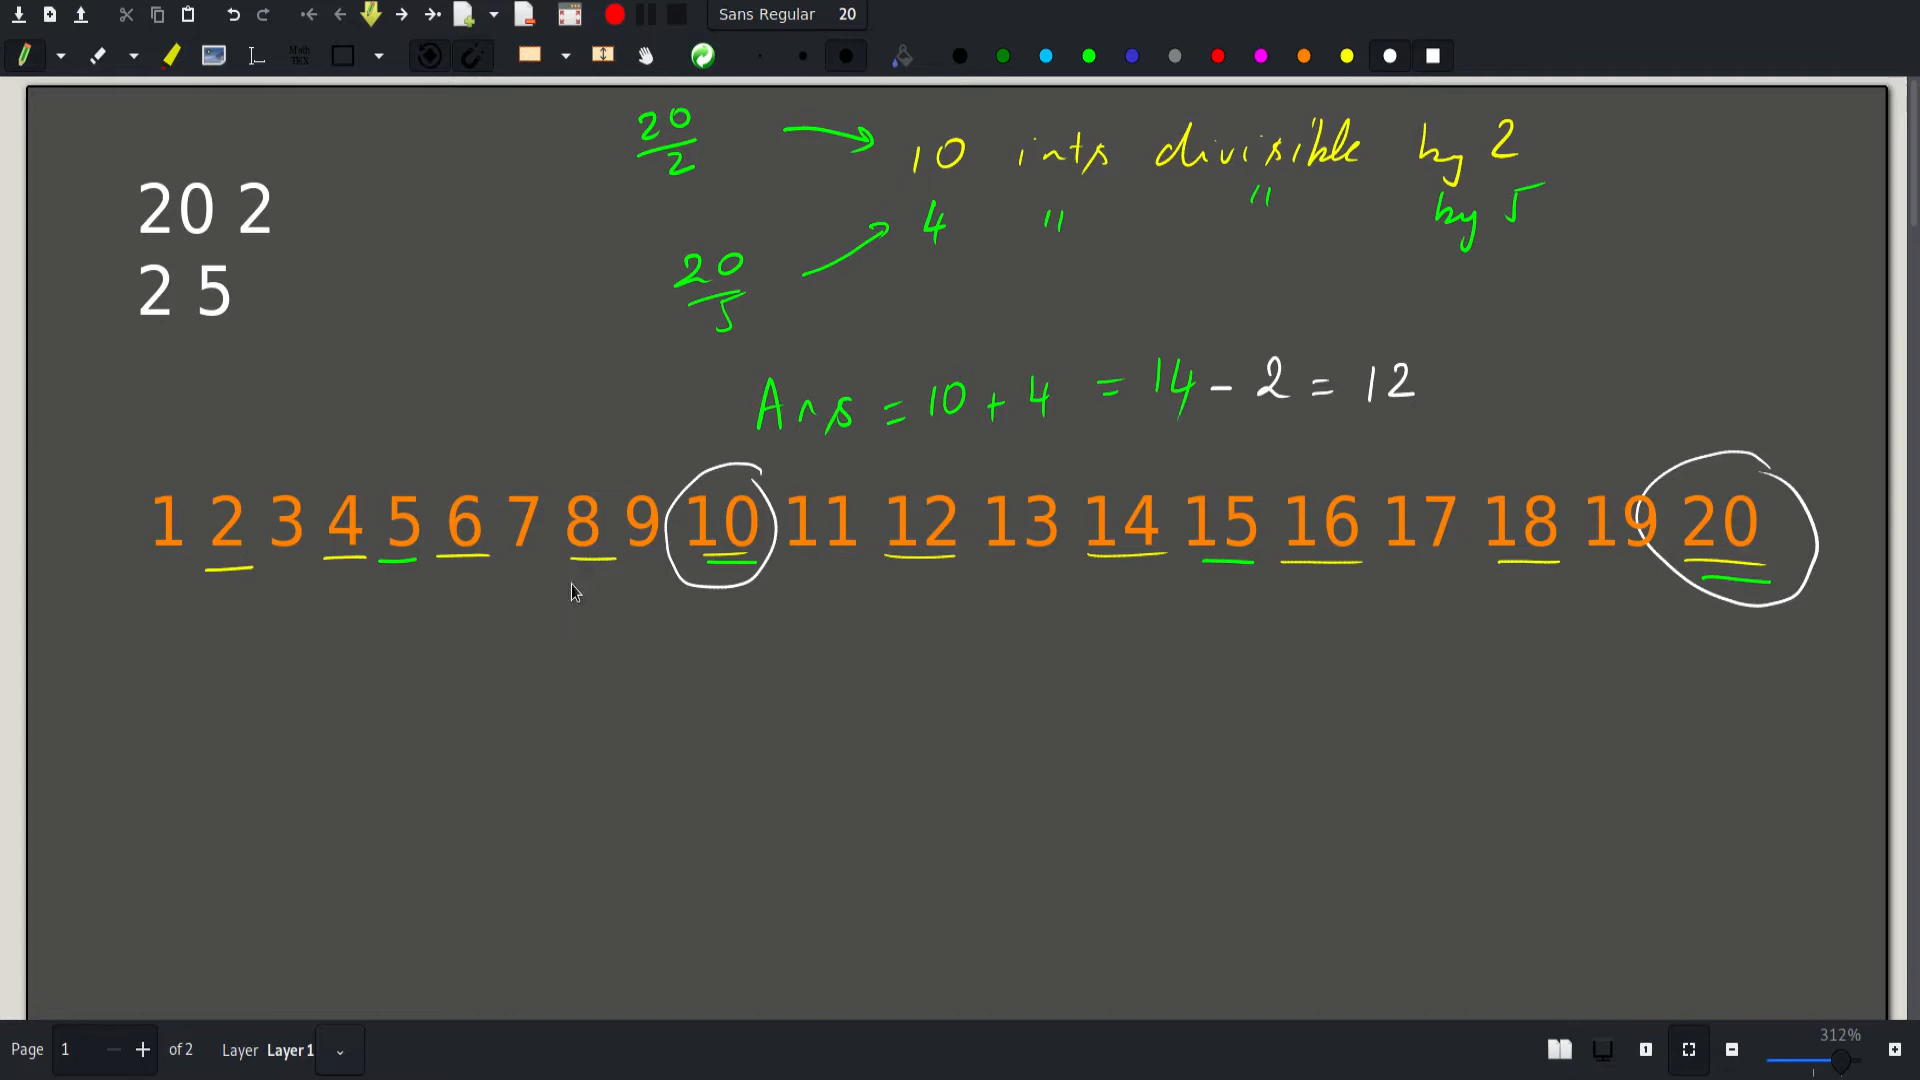 Sans Regular 20
Math TEX
20/2 → 10 ints divisible by 2
20 2
4 " " by 5
20/5
2 5
Ans = 10 + 4 = 14 - 2 = 12
1 2 3 4 5 6 7 8 9 10 11 12 13 14 15 16 17 18 19 20
Page 1 of 2 Layer Layer 1 312%